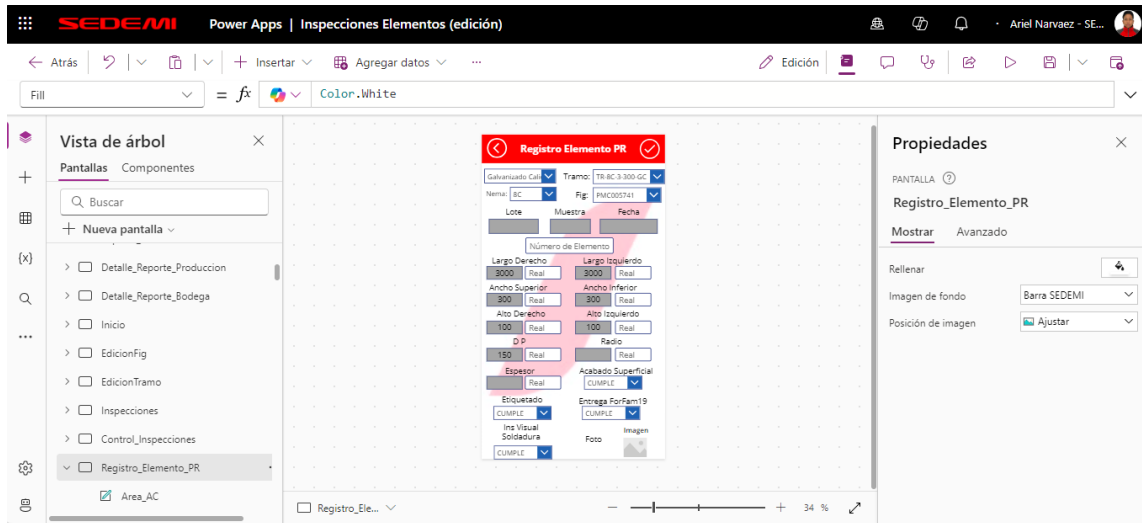 SEDEMI Power Apps | Inspecciones Elementos (edición) Ariel Narvaez - SE...
Atrás Insertar Agregar datos ... Edición
Fill = fx Color.White
Vista de árbol
Pantallas Componentes
Buscar
Nueva pantalla
Detalle_Reporte_Produccion
Detalle_Reporte_Bodega
Inicio
EdicionFig
EdicionTramo
Inspecciones
Control_Inspecciones
Registro_Elemento_PR
Area_AC
Registro Elemento PR
Galvanizado Cali Tramo: TR-8C-3-300-GC
Nema: 8C Fig: PMC005741
Lote Muestra Fecha
Número de Elemento
Largo Derecho Largo Izquierdo
3000 Real 3000 Real
Ancho Superior Ancho Inferior
300 Real 300 Real
Alto Derecho Alto Izquierdo
100 Real 100 Real
D P Radio
150 Real Real
Espesor Acabado Superficial
Real CUMPLE
Etiquetado Entrega ForFam19
CUMPLE CUMPLE
Ins Visual
Soldadura Foto Imagen
CUMPLE
Registro_Ele... 34 %
Propiedades
PANTALLA
Registro_Elemento_PR
Mostrar Avanzado
Rellenar
Imagen de fondo Barra SEDEMI
Posición de imagen Ajustar